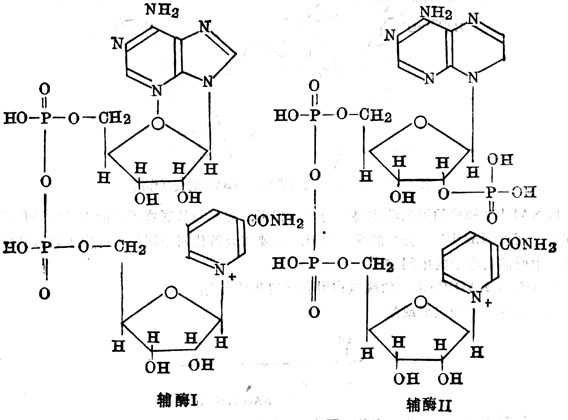 NH₂ NH₂
N N N N
O N N O N N
HO—P—O—CH₂ HO—P—O—CH₂
O O
H H H H H H
OH OH OH O—P—OH
OH
O
O O
CONH₂ CONH₂
HO—P—O—CH₂ HO—P—O—CH₂
N+ N+
O O O O
H H H H H H H H
OH OH OH OH
辅酶I 辅酶II